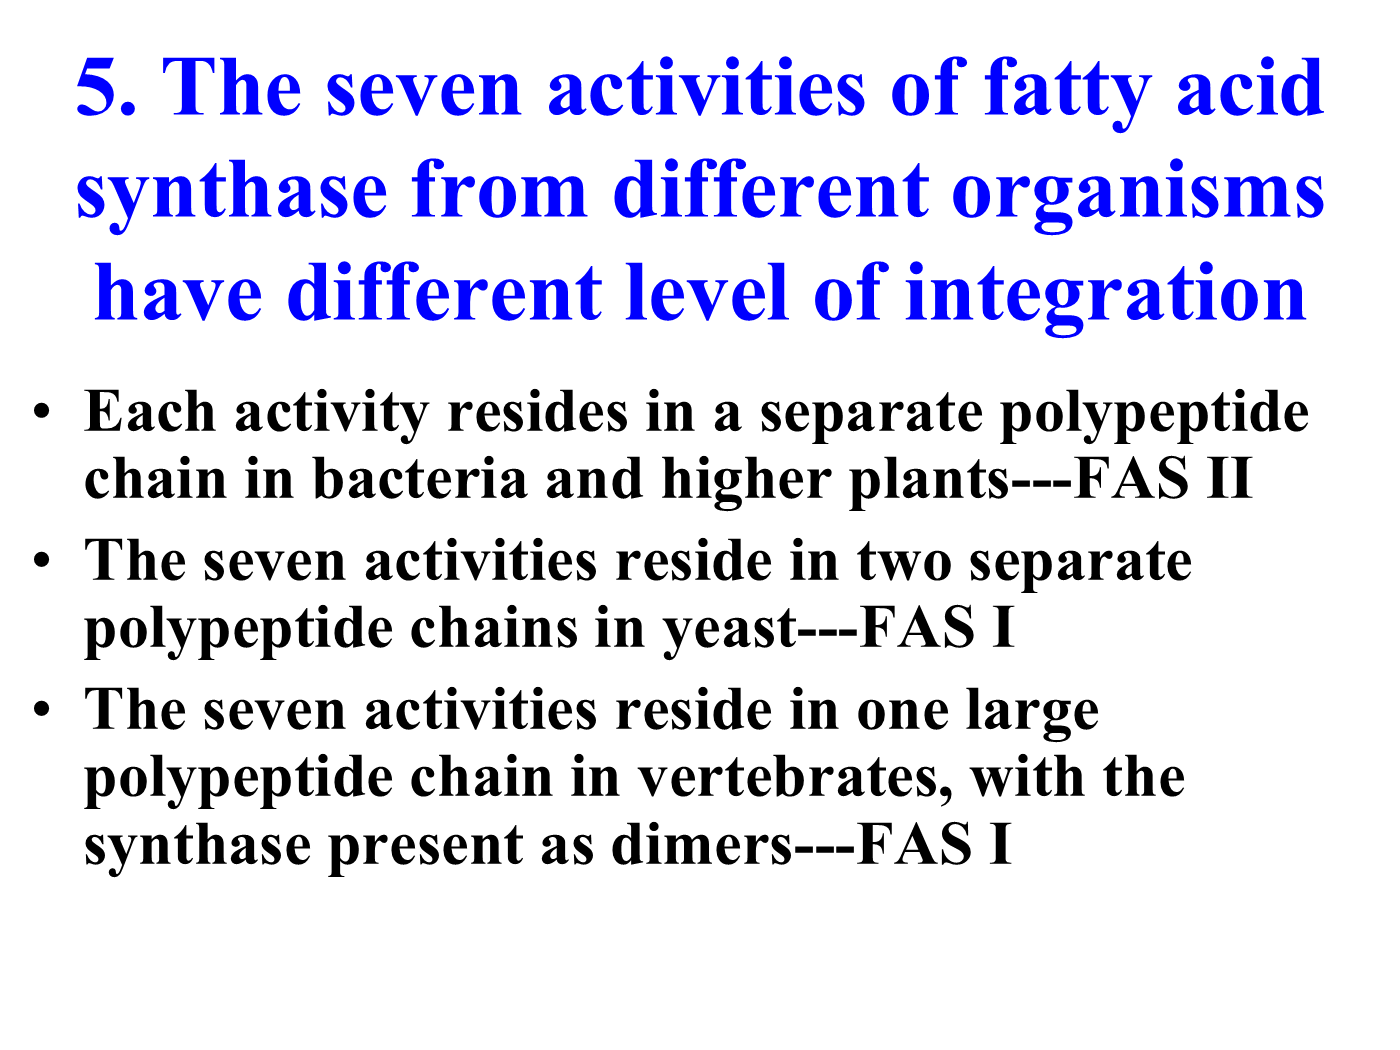 5. The seven activities of fatty acid
synthase from different organisms
have different level of integration
• Each activity resides in a separate polypeptide
chain in bacteria and higher plants---FAS II
• The seven activities reside in two separate
polypeptide chains in yeast---FAS I
• The seven activities reside in one large
polypeptide chain in vertebrates, with the
synthase present as dimers---FAS I